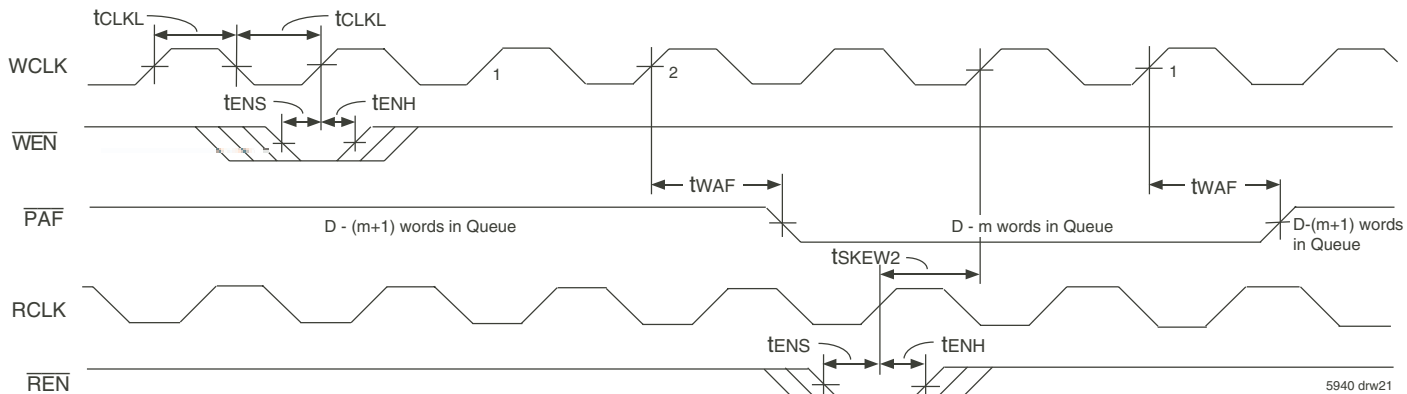 tCLKL tCLKL
WCLK 1 2 1
tENS tENH
WEN
tWAF tWAF
PAF D - (m+1) words in Queue D - m words in Queue D-(m+1) words
in Queue
tSKEW2
RCLK
tENS tENH
REN
5940 drw21